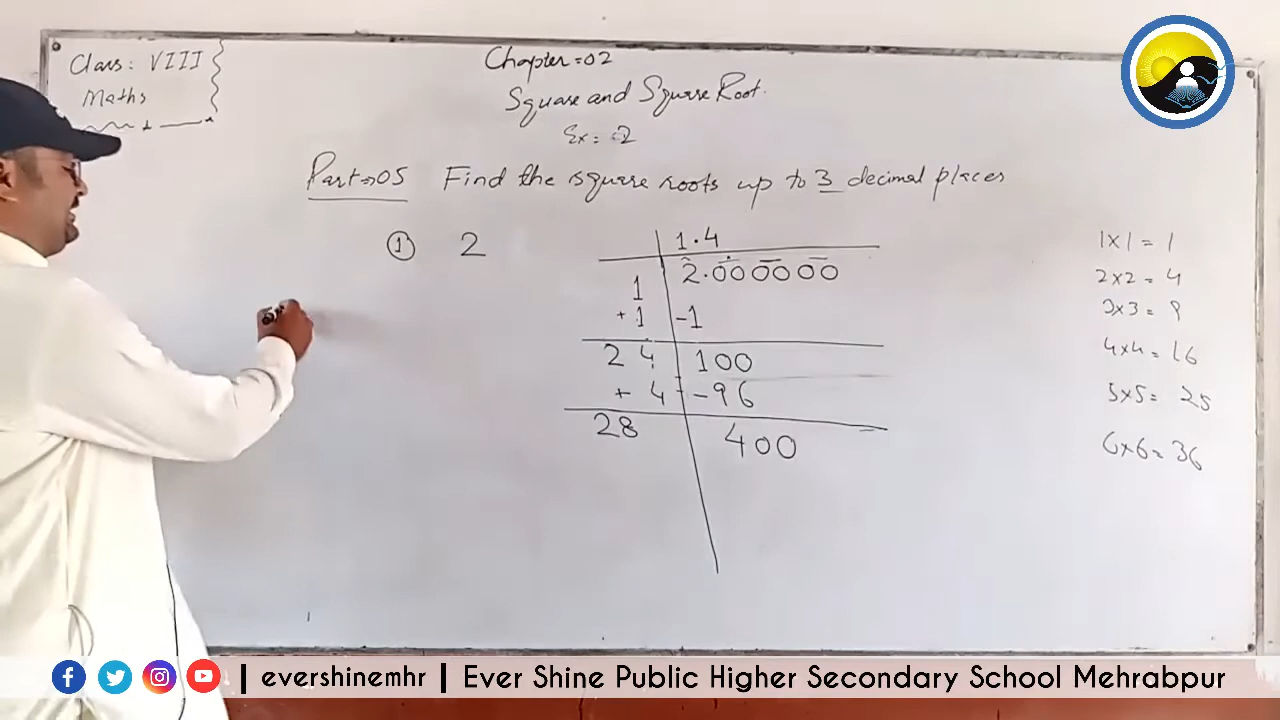 Class: VIII
Maths
Chapter=02
Square and Square Root.
Ex=2
Part→05 Find the square roots up to 3 decimal places
① 2
1.4
2.000000
1
+1 -1
24 100
+4 -96
28 400
1x1=1
2x2=4
3x3=9
4x4=16
5x5=25
6x6=36
| evershinemhr | Ever Shine Public Higher Secondary School Mehrabpur